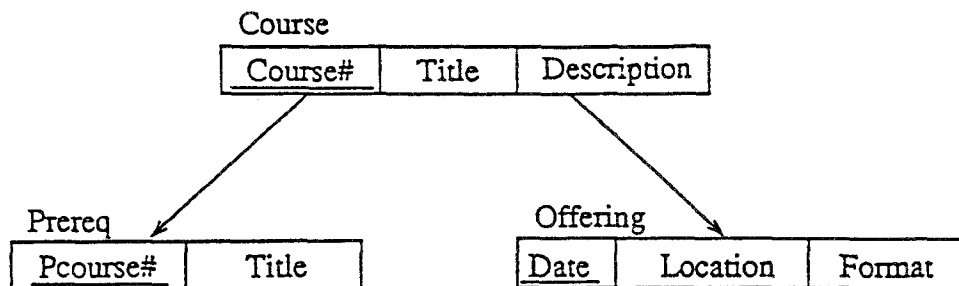 Course
Course# Title Description
Prereq
Offering
Pcourse# Title
Date Location Format